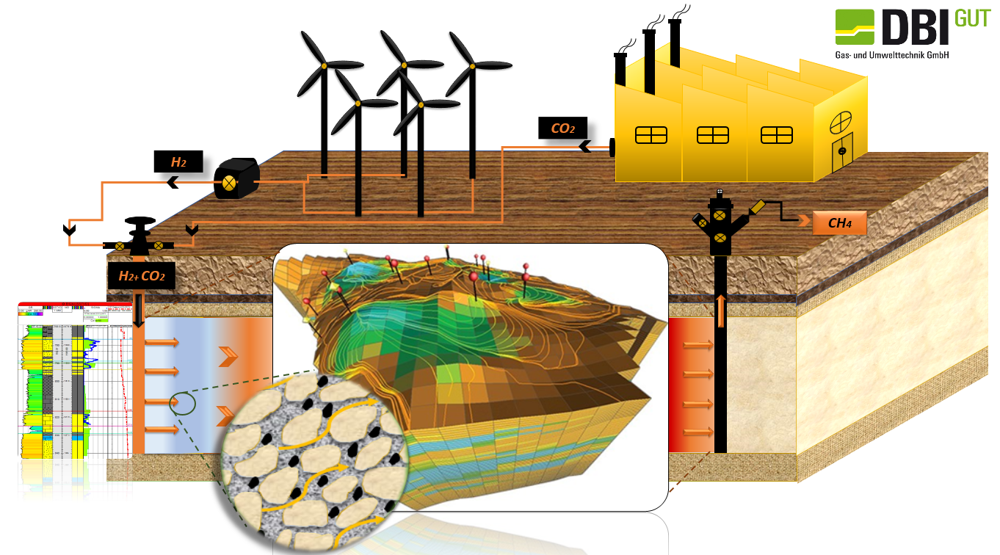 DBI GUT
Gas- und Umwelttechnik GmbH
CO2
H2
CH4
H2+ CO2